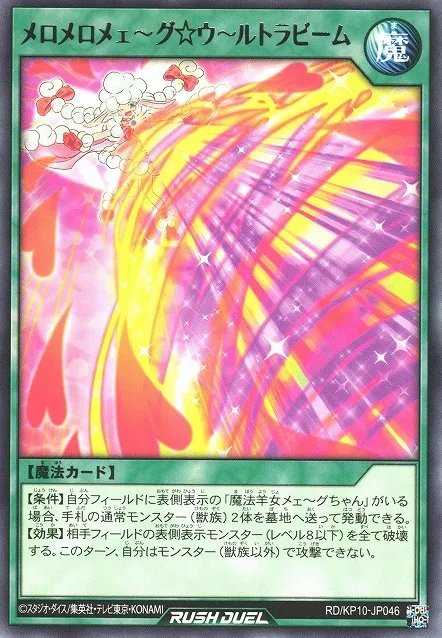 メロメロメェ～グ☆ウ～ルトラビーム
魔
【魔法カード】
【条件】自分フィールドに表側表示の「魔法羊女メェ～グちゃん」がいる
場合、手札の通常モンスター（獣族）2体を墓地へ送って発動できる。
【効果】相手フィールドの表側表示モンスター（レベル8以下）を全て破壊
する。このターン、自分はモンスター（獣族以外）で攻撃できない。
©スタジオ・ダイス/集英社・テレビ東京・KONAMI
RUSH DUEL
RD/KP10-JP046